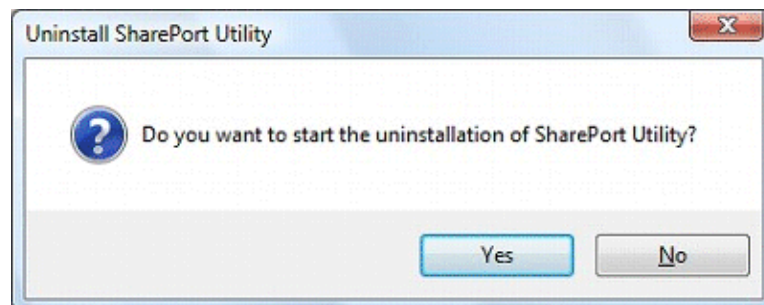 Uninstall SharePort Utility
Do you want to start the uninstallation of SharePort Utility?
Yes
No